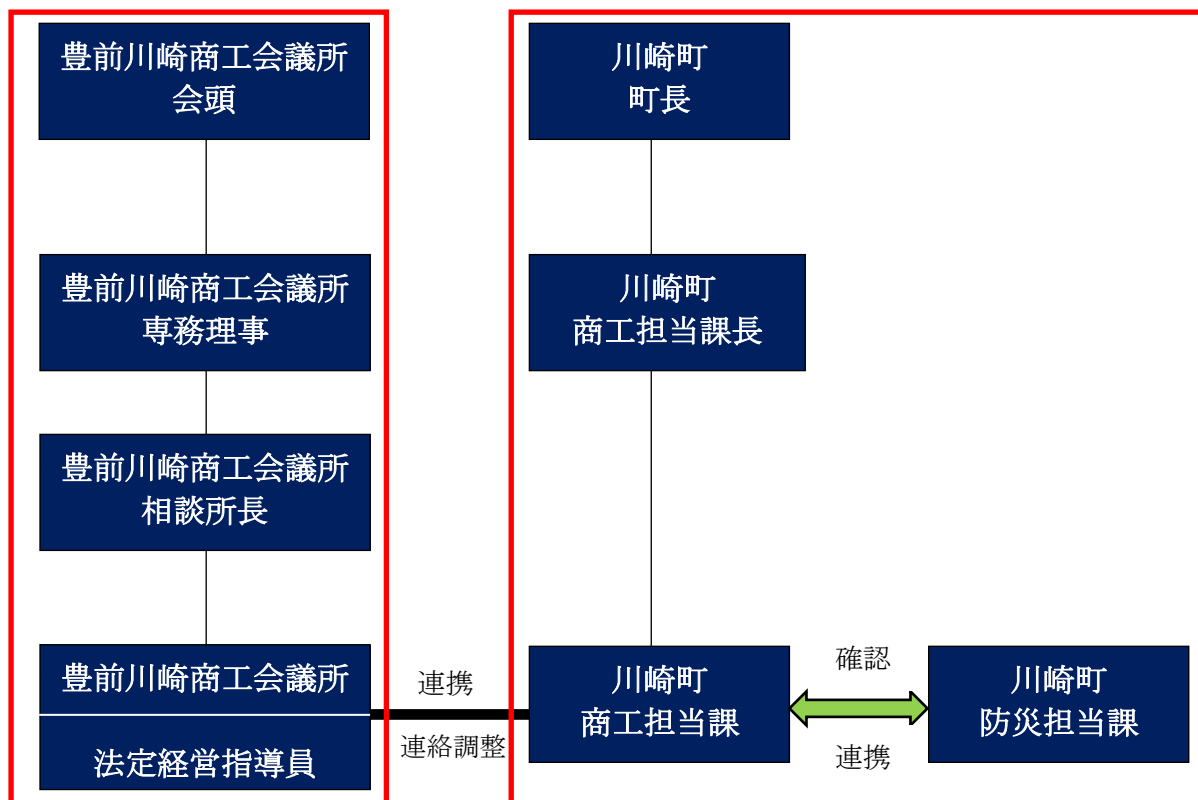 豊前川崎商工会議所
会頭
川崎町
町長
豊前川崎商工会議所
専務理事
川崎町
商工担当課長
豊前川崎商工会議所
相談所長
豊前川崎商工会議所
法定経営指導員
連携
連絡調整
川崎町
商工担当課
確認
連携
川崎町
防災担当課